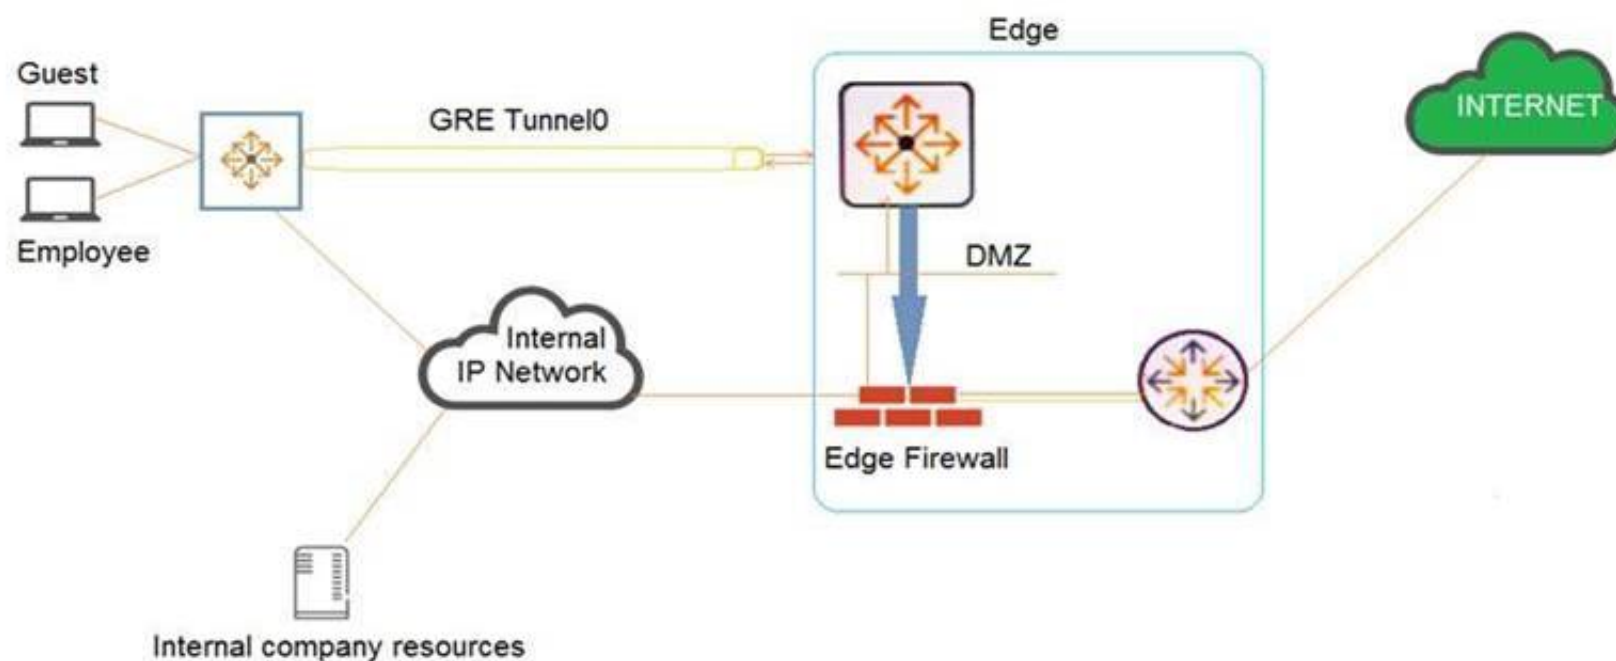 Edge
Guest
INTERNET
GRE Tunnel0
Employee
DMZ
Internal
IP Network
Edge Firewall
Internal company resources